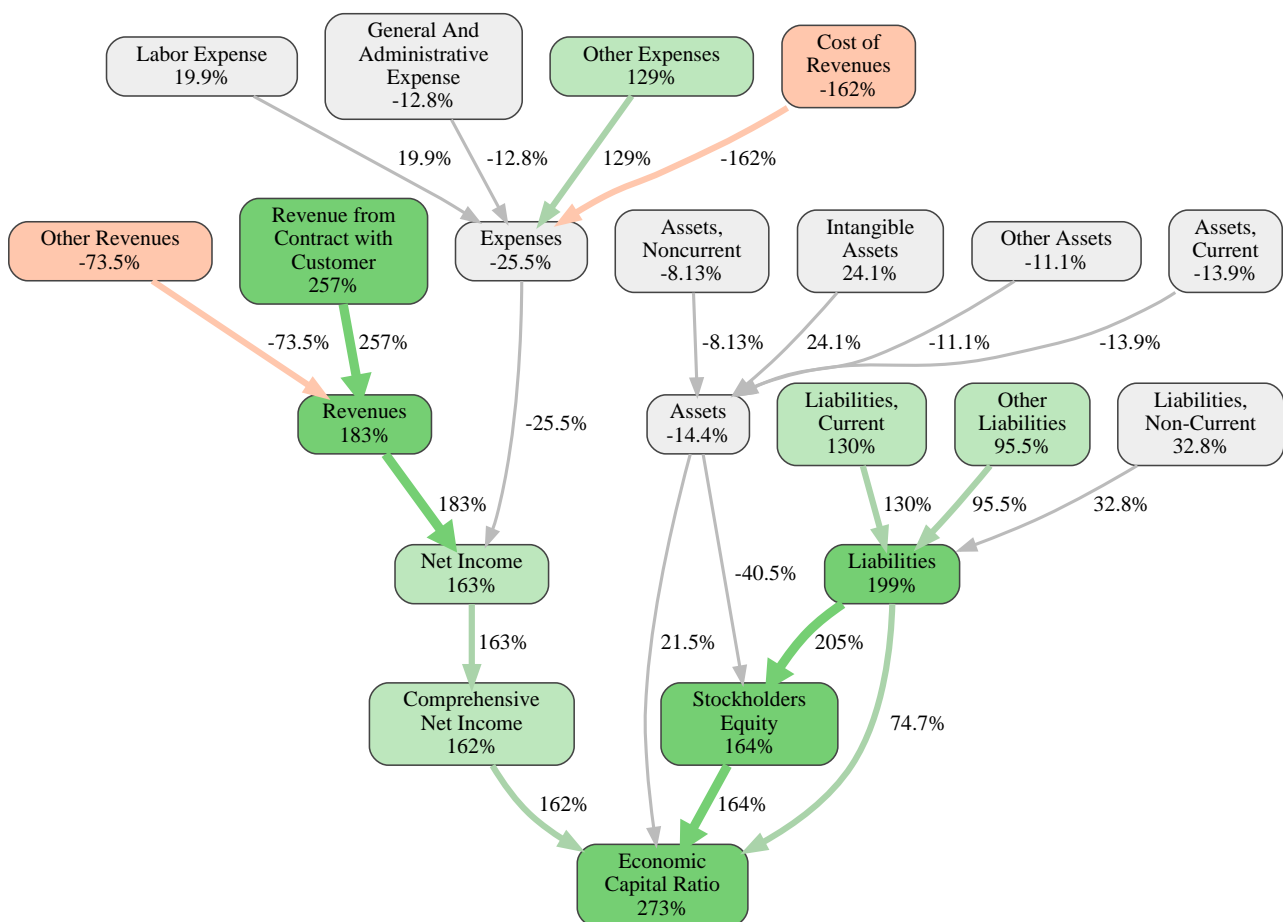 Labor Expense
19.9%
General And
Administrative
Expense
-12.8%
Other Expenses
129%
Cost of
Revenues
-162%
19.9%
-12.8%
129%
-162%
Other Revenues
-73.5%
Revenue from
Contract with
Customer
257%
Expenses
-25.5%
Assets,
Noncurrent
-8.13%
Intangible
Assets
24.1%
Other Assets
-11.1%
Assets,
Current
-13.9%
-73.5%
257%
-8.13%
24.1%
-11.1%
-13.9%
Revenues
183%
-25.5%
Assets
-14.4%
Liabilities,
Current
130%
Other
Liabilities
95.5%
Liabilities,
Non-Current
32.8%
183%
130%
95.5%
32.8%
Net Income
163%
-40.5%
Liabilities
199%
163%
21.5%
205%
Comprehensive
Net Income
162%
Stockholders
Equity
164%
74.7%
162%
164%
Economic
Capital Ratio
273%